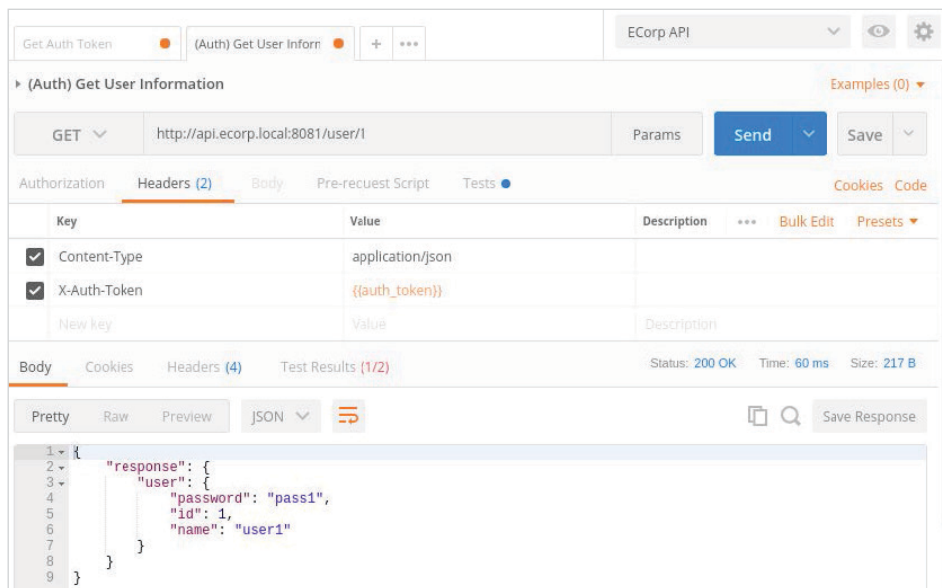 Get Auth Token (Auth) Get User Inform + ••• ECorp API
(Auth) Get User Information Examples (0)
GET http://api.ecorp.local:8081/user/1 Params Send Save
Authorization Headers (2) Body Pre-recuest Script Tests Cookies Code
Key Value Description ••• Bulk Edit Presets
Content-Type application/json
X-Auth-Token {{auth_token}}
New key Value Description
Body Cookies Headers (4) Test Results (1/2) Status: 200 OK Time: 60 ms Size: 217 B
Pretty Raw Preview JSON Save Response
1 {
2 "response": {
3 "user": {
4 "password": "pass1",
5 "id": 1,
6 "name": "user1"
7 }
8 }
9 }